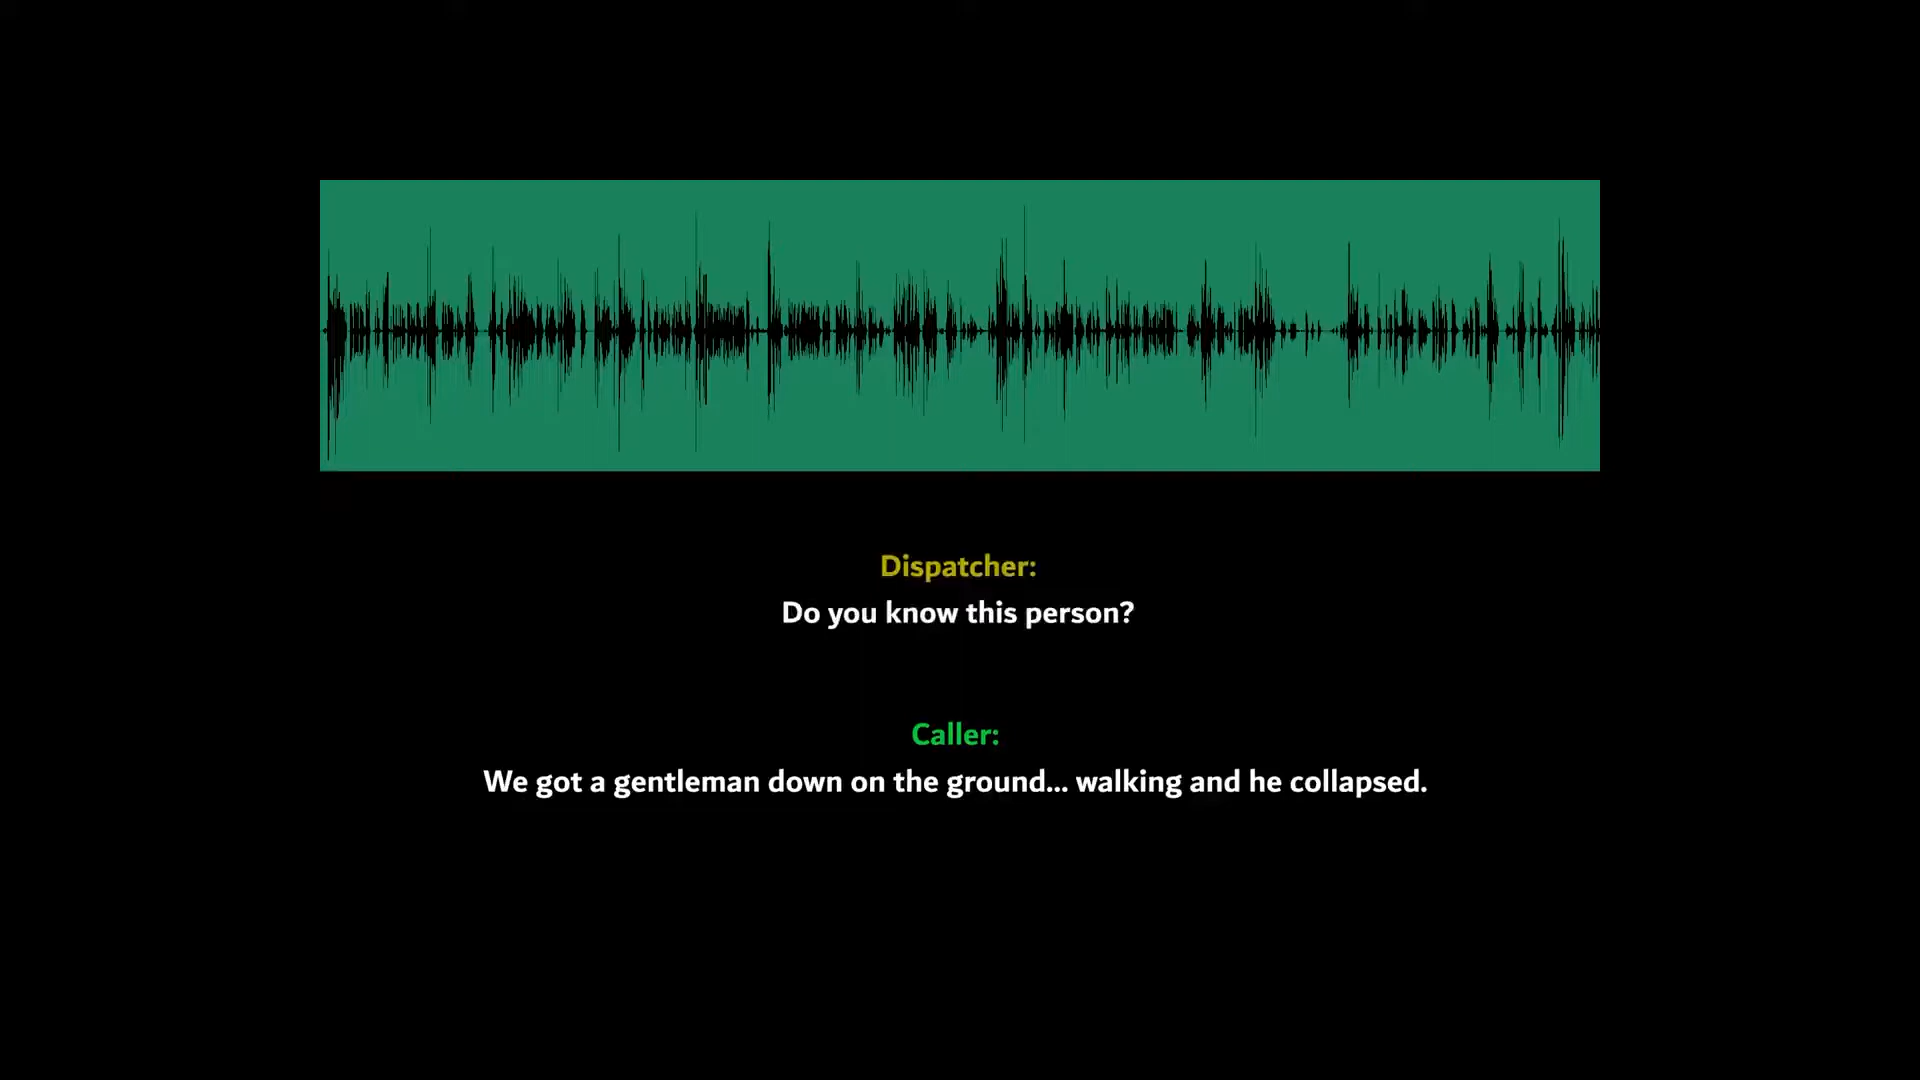 Dispatcher:
Do you know this person?
Caller:
We got a gentleman down on the ground... walking and he collapsed.